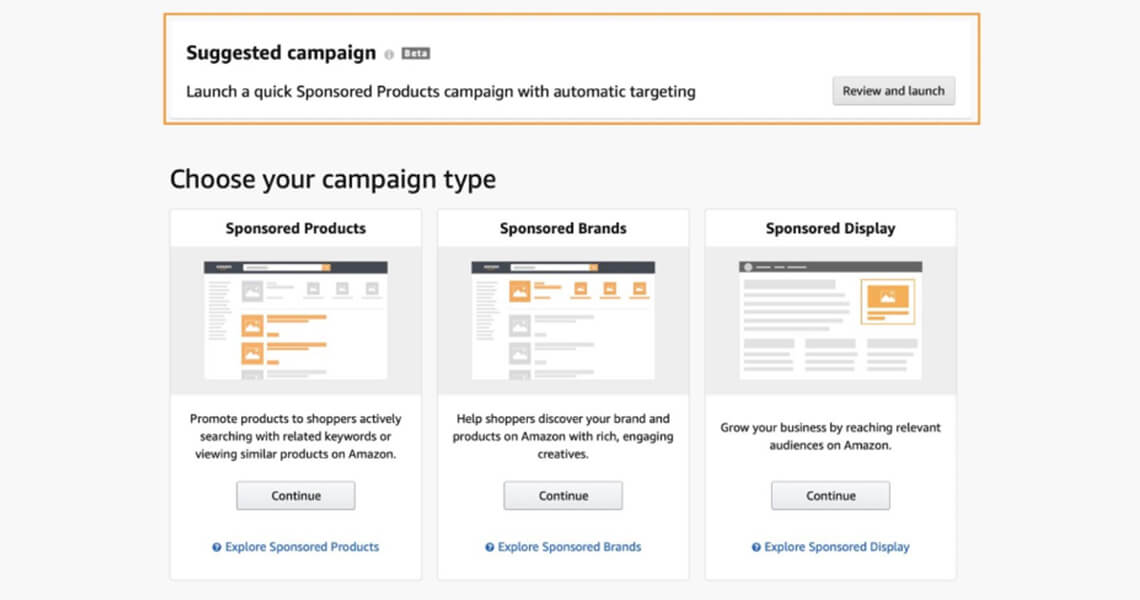 Suggested campaign Beta
Launch a quick Sponsored Products campaign with automatic targeting
Review and launch
Choose your campaign type
Sponsored Products
Promote products to shoppers actively
searching with related keywords or
viewing similar products on Amazon.
Continue
Explore Sponsored Products
Sponsored Brands
Help shoppers discover your brand and
products on Amazon with rich, engaging
creatives.
Continue
Explore Sponsored Brands
Sponsored Display
Grow your business by reaching relevant
audiences on Amazon.
Continue
Explore Sponsored Display